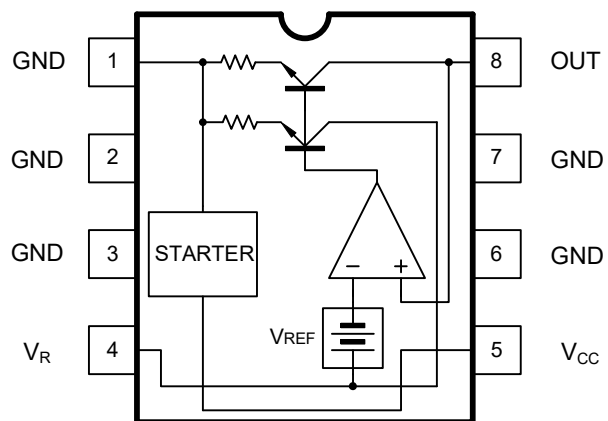 GND 1 8 OUT
GND 2 7 GND
GND 3 STARTER − + 6 GND
VR 4 VREF 5 VCC